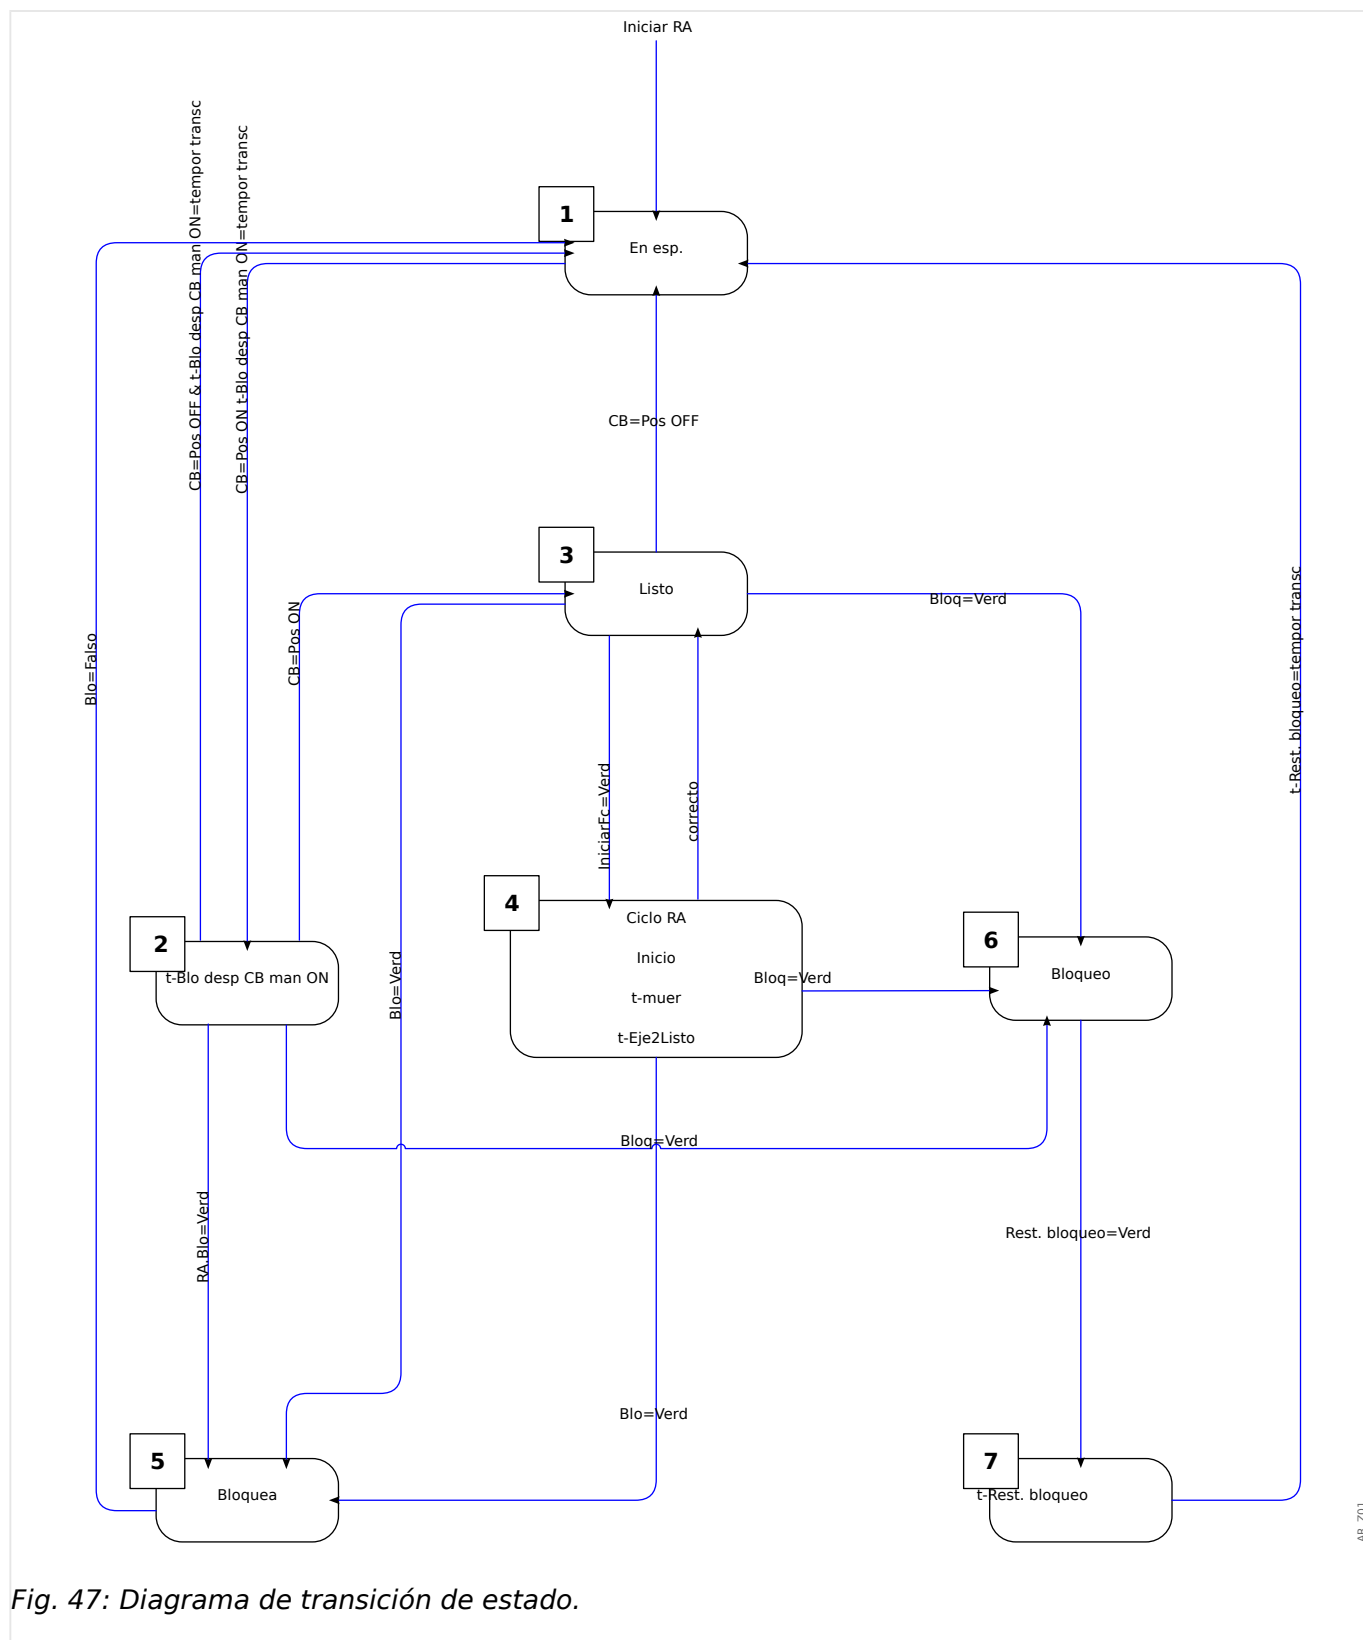 Iniciar RA
CB=Pos OFF & t-Blo desp CB man ON=tempor transc
CB=Pos ON t-Blo desp CB man ON=tempor transc
1
En esp.
CB=Pos OFF
3
Listo
Bloq=Verd
t-Rest. bloqueo=tempor transc
CB=Pos ON
Blo=Falso
IniciarFc=Verd
correcto
4
Ciclo RA
Inicio
t-muer
t-Eje2Listo
2
t-Blo desp CB man ON
Blo=Verd
Bloq=Verd
6
Bloqueo
Bloq=Verd
RA.Blo=Verd
Rest. bloqueo=Verd
Blo=Verd
5
Bloquea
7
t-Rest. bloqueo
AR_Z01
Fig. 47: Diagrama de transición de estado.